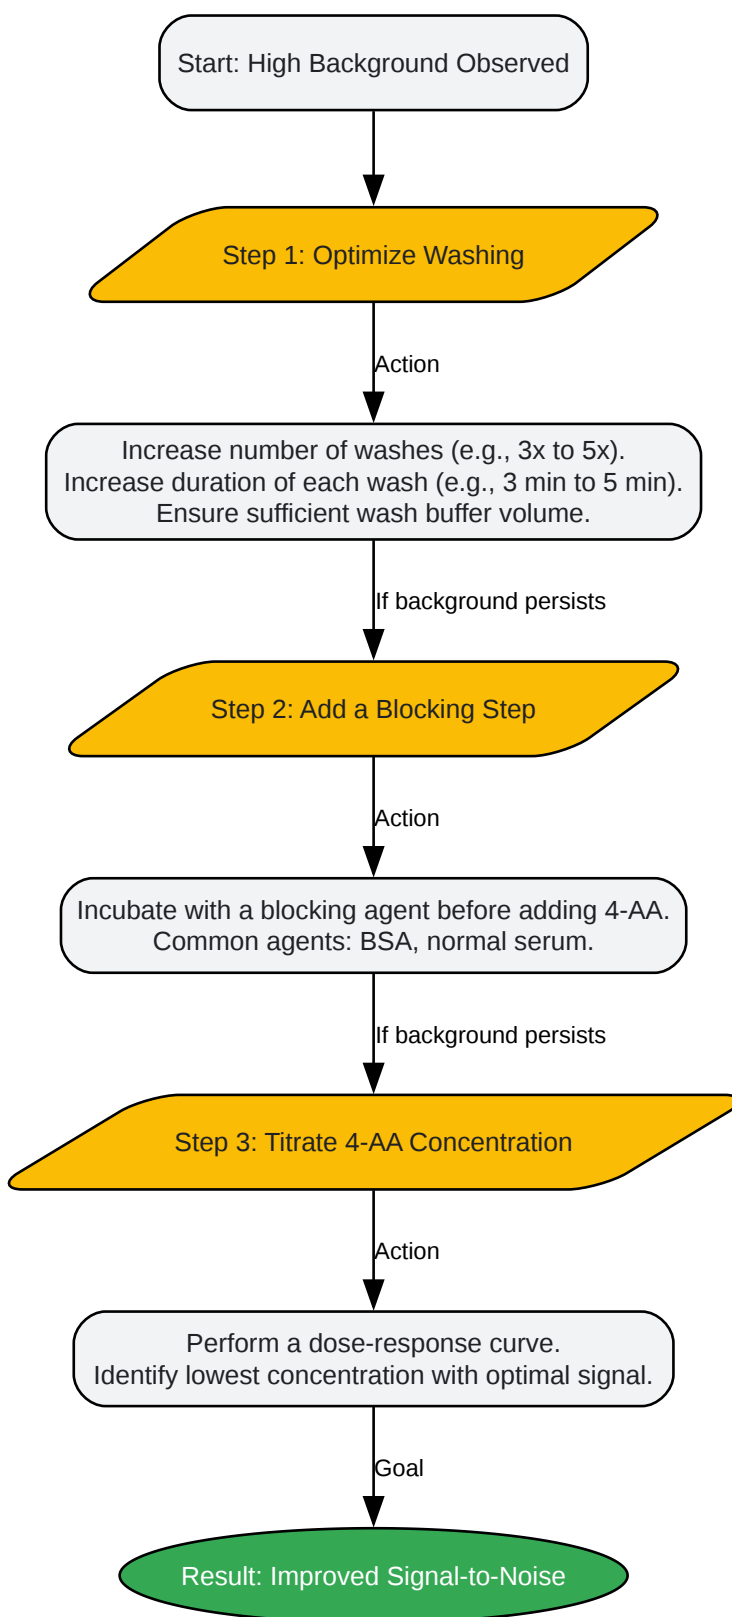 Start: High Background Observed
Step 1: Optimize Washing
Action
Increase number of washes (e.g., 3x to 5x).
Increase duration of each wash (e.g., 3 min to 5 min).
Ensure sufficient wash buffer volume.
If background persists
Step 2: Add a Blocking Step
Action
Incubate with a blocking agent before adding 4-AA.
Common agents: BSA, normal serum.
If background persists
Step 3: Titrate 4-AA Concentration
Action
Perform a dose-response curve.
Identify lowest concentration with optimal signal.
Goal
Result: Improved Signal-to-Noise